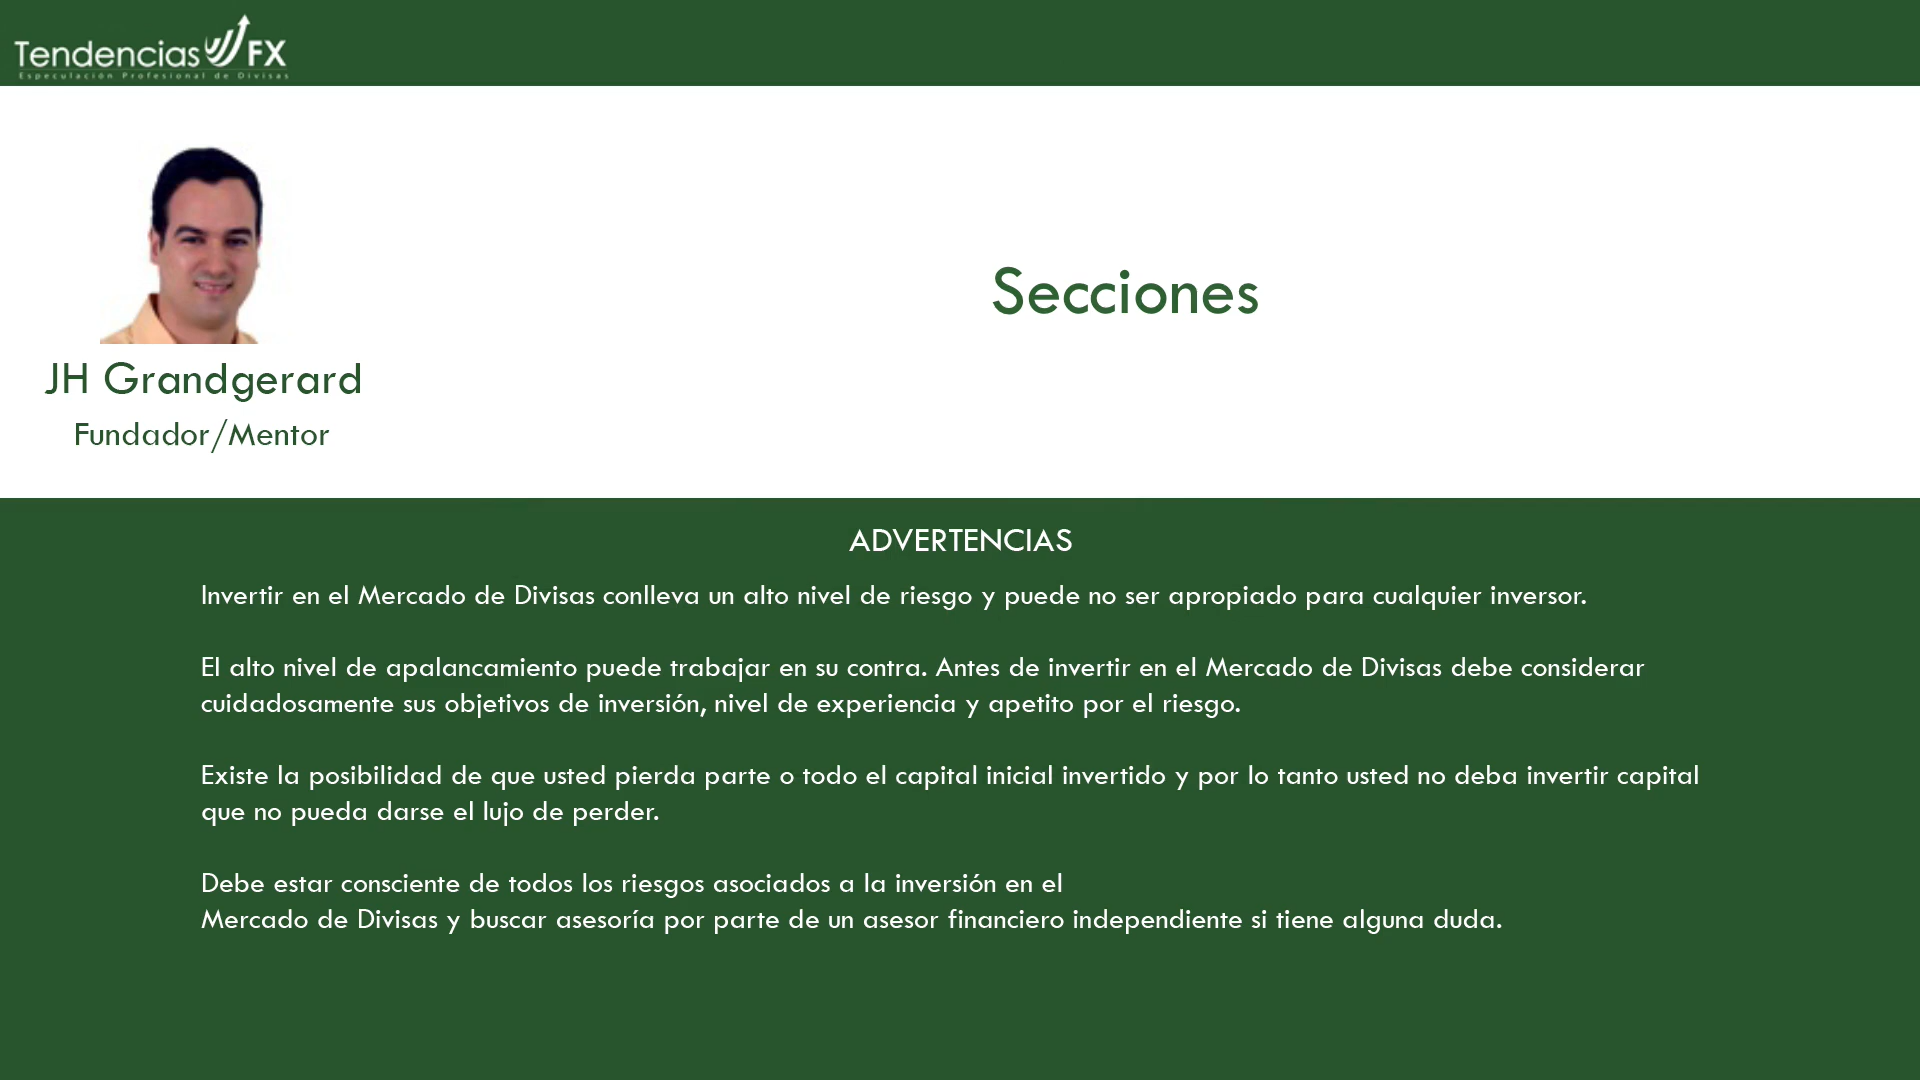 Tendencias FX
Especulación Profesional de Divisas
Secciones
JH Grandgerard
Fundador/Mentor
ADVERTENCIAS
Invertir en el Mercado de Divisas conlleva un alto nivel de riesgo y puede no ser apropiado para cualquier inversor.
El alto nivel de apalancamiento puede trabajar en su contra. Antes de invertir en el Mercado de Divisas debe considerar
cuidadosamente sus objetivos de inversión, nivel de experiencia y apetito por el riesgo.
Existe la posibilidad de que usted pierda parte o todo el capital inicial invertido y por lo tanto usted no deba invertir capital
que no pueda darse el lujo de perder.
Debe estar consciente de todos los riesgos asociados a la inversión en el
Mercado de Divisas y buscar asesoría por parte de un asesor financiero independiente si tiene alguna duda.